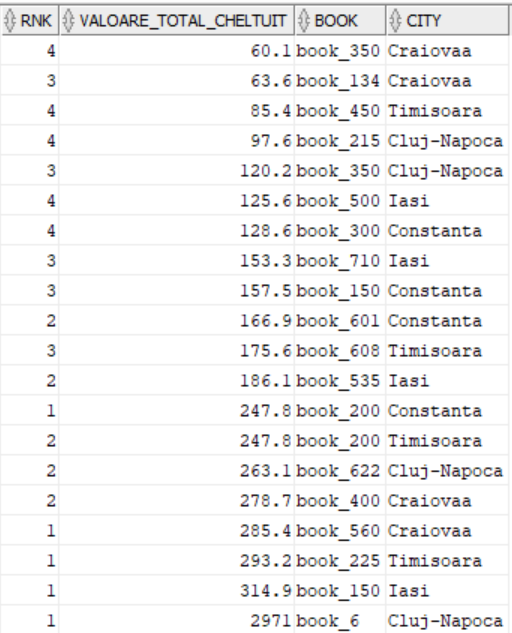 RNK VALOARE_TOTAL_CHELTUIT BOOK CITY
4 60.1 book_350 Craiovaa
3 63.6 book_134 Craiovaa
4 85.4 book_450 Timisoara
4 97.6 book_215 Cluj-Napoca
3 120.2 book_350 Cluj-Napoca
4 125.6 book_500 Iasi
4 128.6 book_300 Constanta
3 153.3 book_710 Iasi
3 157.5 book_150 Constanta
2 166.9 book_601 Constanta
3 175.6 book_608 Timisoara
2 186.1 book_535 Iasi
1 247.8 book_200 Constanta
2 247.8 book_200 Timisoara
2 263.1 book_622 Cluj-Napoca
2 278.7 book_400 Craiovaa
1 285.4 book_560 Craiovaa
1 293.2 book_225 Timisoara
1 314.9 book_150 Iasi
1 2971 book_6 Cluj-Napoca